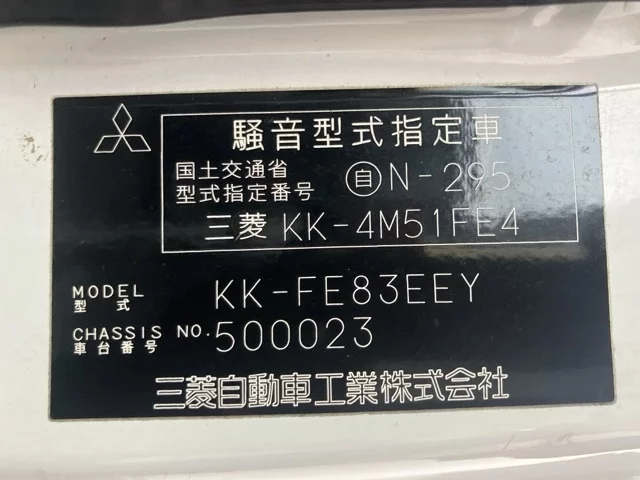 騒音型式指定車
国土交通省
型式指定番号 自N-295
三菱 KK-4M51FE4
MODEL
型式 KK-FE83EEY
CHASSIS NO.
車台番号 500023
三菱自動車工業株式会社